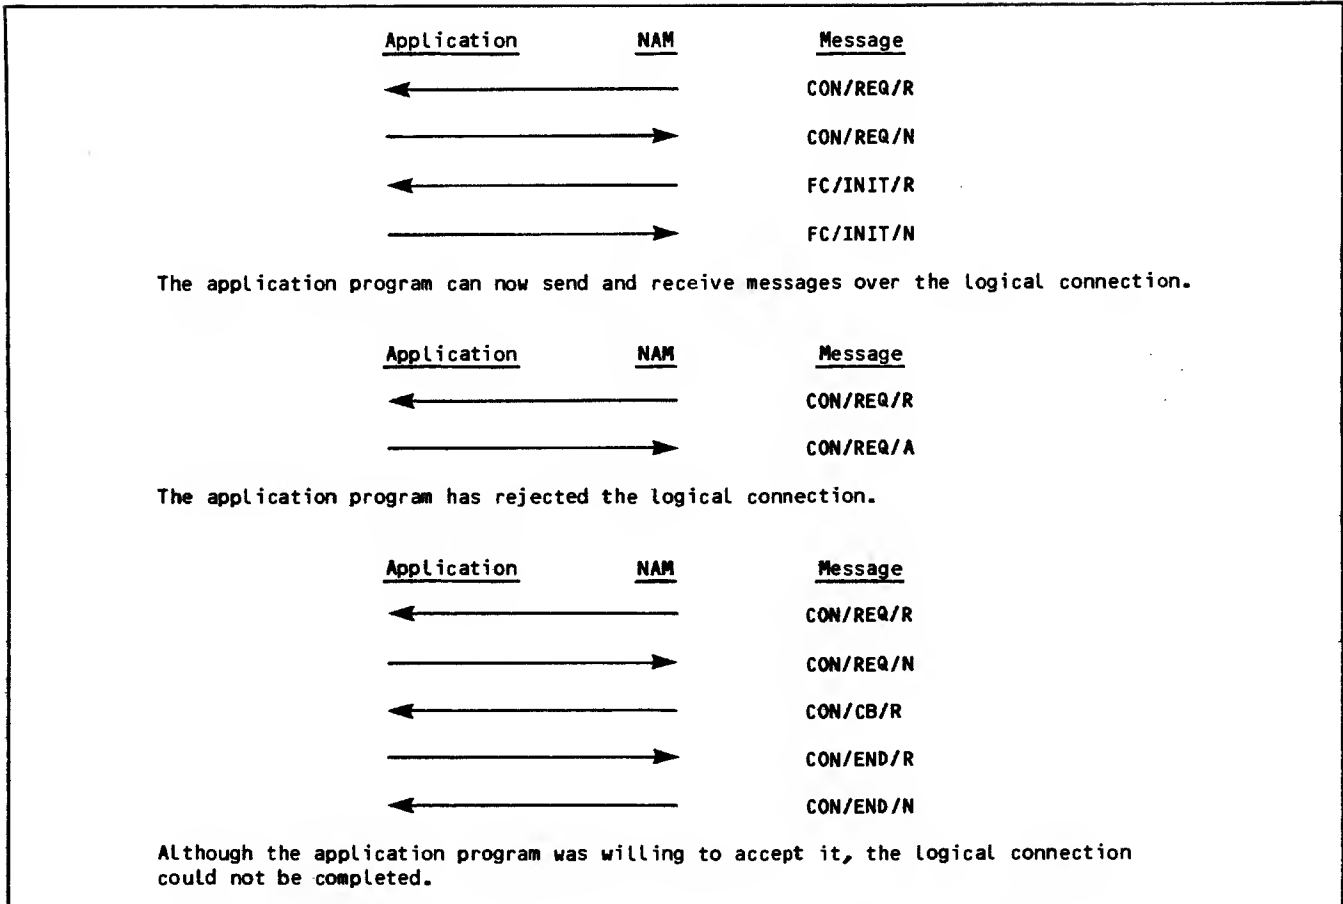 Application NAM Message
CON/REQ/R
CON/REQ/N
FC/INIT/R
FC/INIT/N
The application program can now send and receive messages over the logical connection.
Application NAM Message
CON/REQ/R
CON/REQ/A
The application program has rejected the logical connection.
Application NAM Message
CON/REQ/R
CON/REQ/N
CON/CB/R
CON/END/R
CON/END/N
Although the application program was willing to accept it, the logical connection
could not be completed.